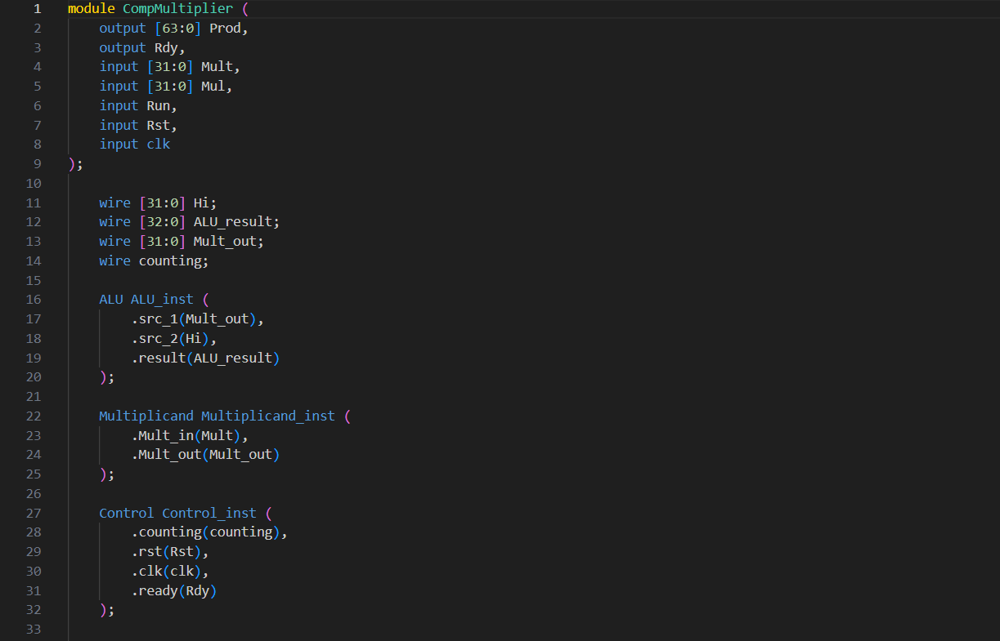 1 module CompMultiplier (
2 output [63:0] Prod,
3 output Rdy,
4 input [31:0] Mult,
5 input [31:0] Mul,
6 input Run,
7 input Rst,
8 input clk
9 );
10
11 wire [31:0] Hi;
12 wire [32:0] ALU_result;
13 wire [31:0] Mult_out;
14 wire counting;
15
16 ALU ALU_inst (
17 .src_1(Mult_out),
18 .src_2(Hi),
19 .result(ALU_result)
20 );
21
22 Multiplicand Multiplicand_inst (
23 .Mult_in(Mult),
24 .Mult_out(Mult_out)
25 );
26
27 Control Control_inst (
28 .counting(counting),
29 .rst(Rst),
30 .clk(clk),
31 .ready(Rdy)
32 );
33